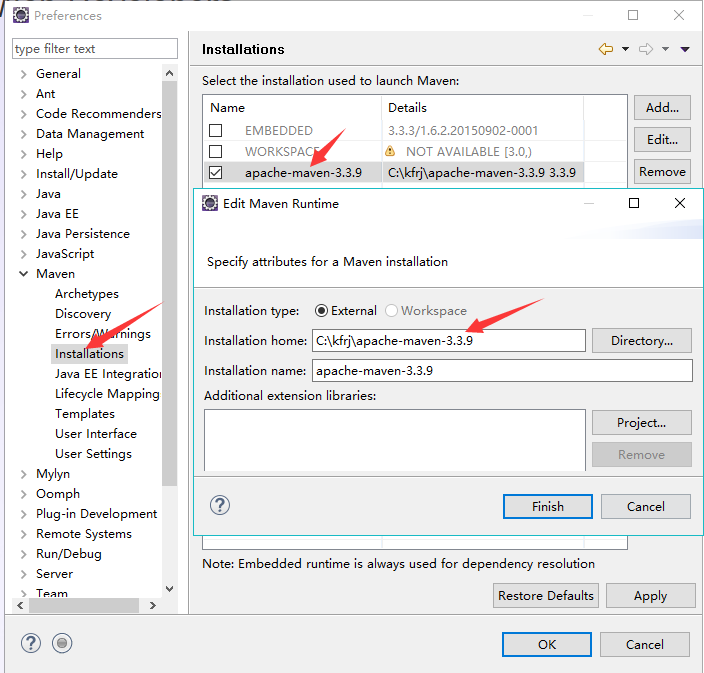 Preferences
type filter text
General
Ant
Code Recommenders
Data Management
Help
Install/Update
Java
Java EE
Java Persistence
JavaScript
Maven
Archetypes
Discovery
Errors/Warnings
Installations
Java EE Integration
Lifecycle Mapping
Templates
User Interface
User Settings
Mylyn
Oomph
Plug-in Development
Remote Systems
Run/Debug
Server
Team
Installations
Select the installation used to launch Maven:
Name Details
EMBEDDED 3.3.3/1.6.2.20150902-0001
WORKSPACE NOT AVAILABLE [3.0,)
apache-maven-3.3.9 C:\kfrj\apache-maven-3.3.9 3.3.9
Add...
Edit...
Remove
Edit Maven Runtime
Specify attributes for a Maven installation
Installation type: External Workspace
Installation home: C:\kfrj\apache-maven-3.3.9 Directory...
Installation name: apache-maven-3.3.9
Additional extension libraries:
Project...
Remove
Finish Cancel
Note: Embedded runtime is always used for dependency resolution
Restore Defaults Apply
OK Cancel